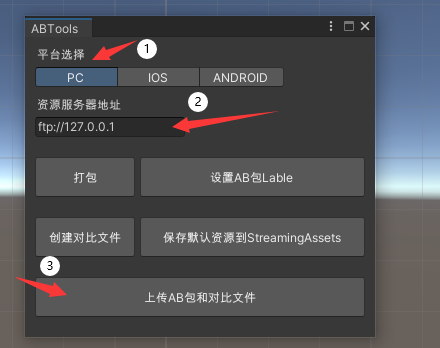 ABTools
平台选择
1
PC IOS ANDROID
资源服务器地址
2
ftp://127.0.0.1
打包 设置AB包Lable
创建对比文件 保存默认资源到StreamingAssets
3
上传AB包和对比文件